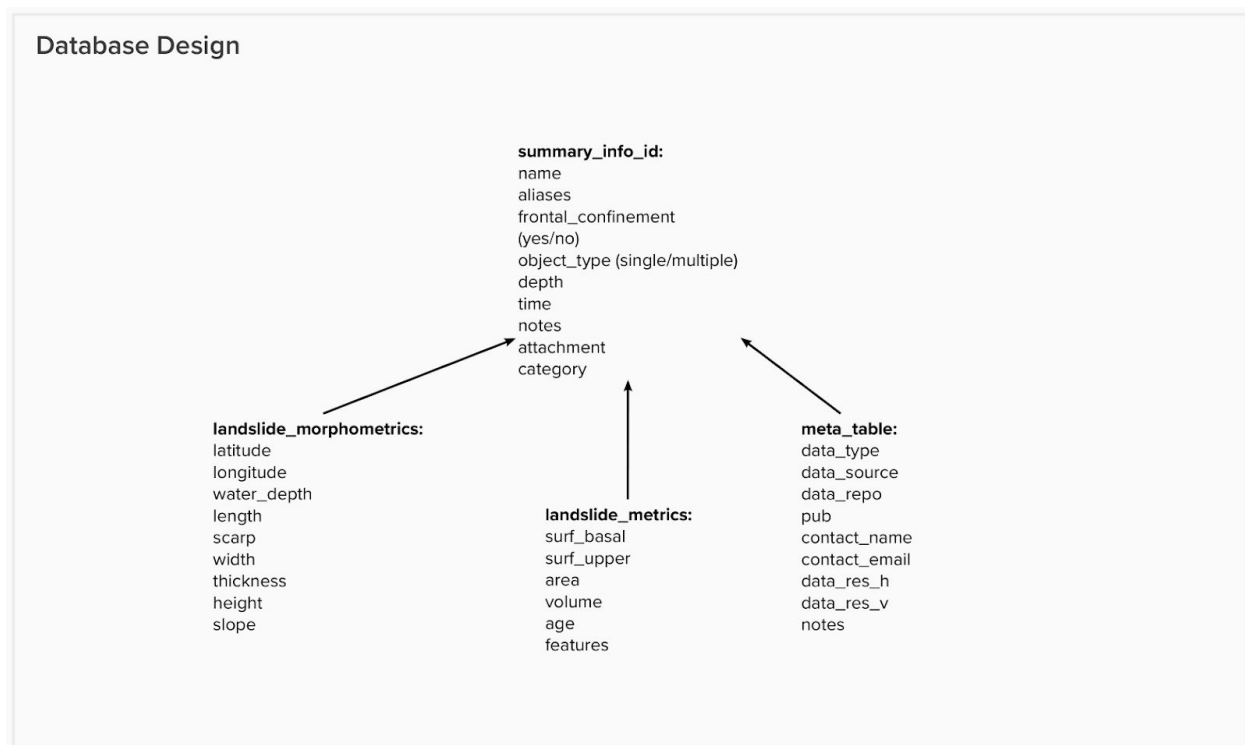 Database Design
summary_info_id:
name
aliases
frontal_confinement
(yes/no)
object_type (single/multiple)
depth
time
notes
attachment
category
landslide_morphometrics:
latitude
longitude
water_depth
length
scarp
width
thickness
height
slope
landslide_metrics:
surf_basal
surf_upper
area
volume
age
features
meta_table:
data_type
data_source
data_repo
pub
contact_name
contact_email
data_res_h
data_res_v
notes